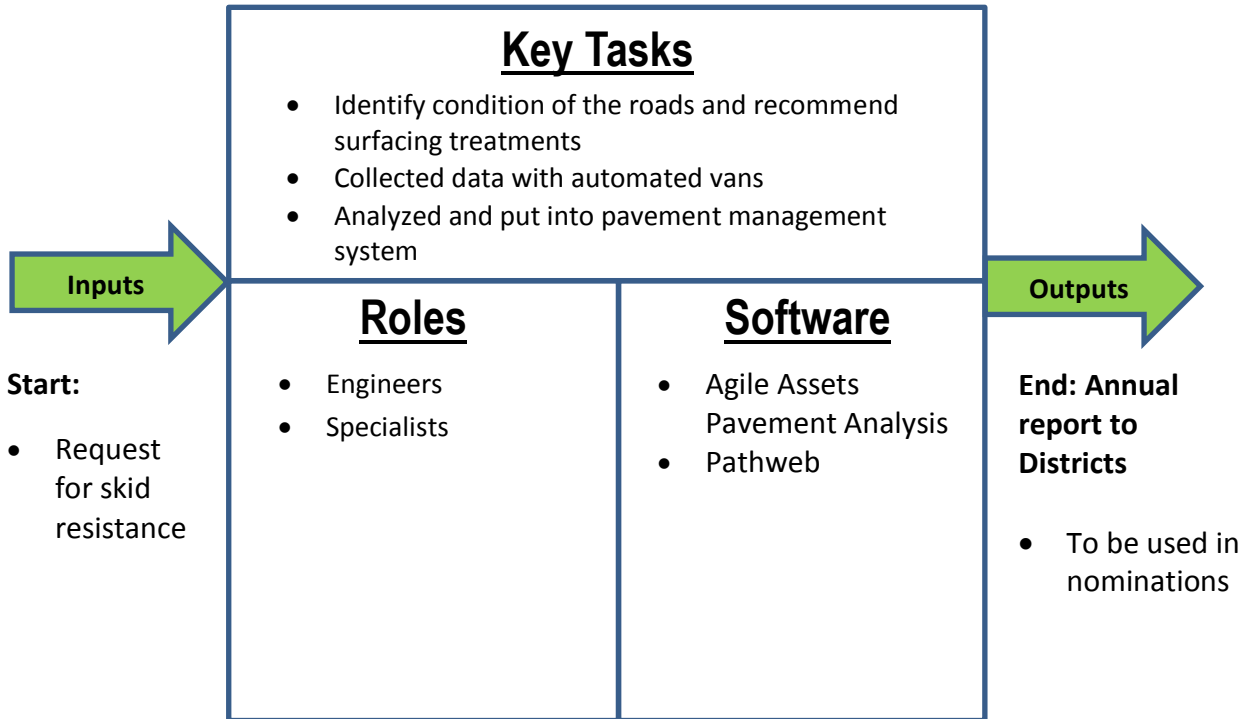 Key Tasks
• Identify condition of the roads and recommend
surfacing treatments
• Collected data with automated vans
• Analyzed and put into pavement management
system
Inputs
Start:
• Request
for skid
resistance
Roles
• Engineers
• Specialists
Software
• Agile Assets
Pavement Analysis
• Pathweb
Outputs
End: Annual
report to
Districts
• To be used in
nominations